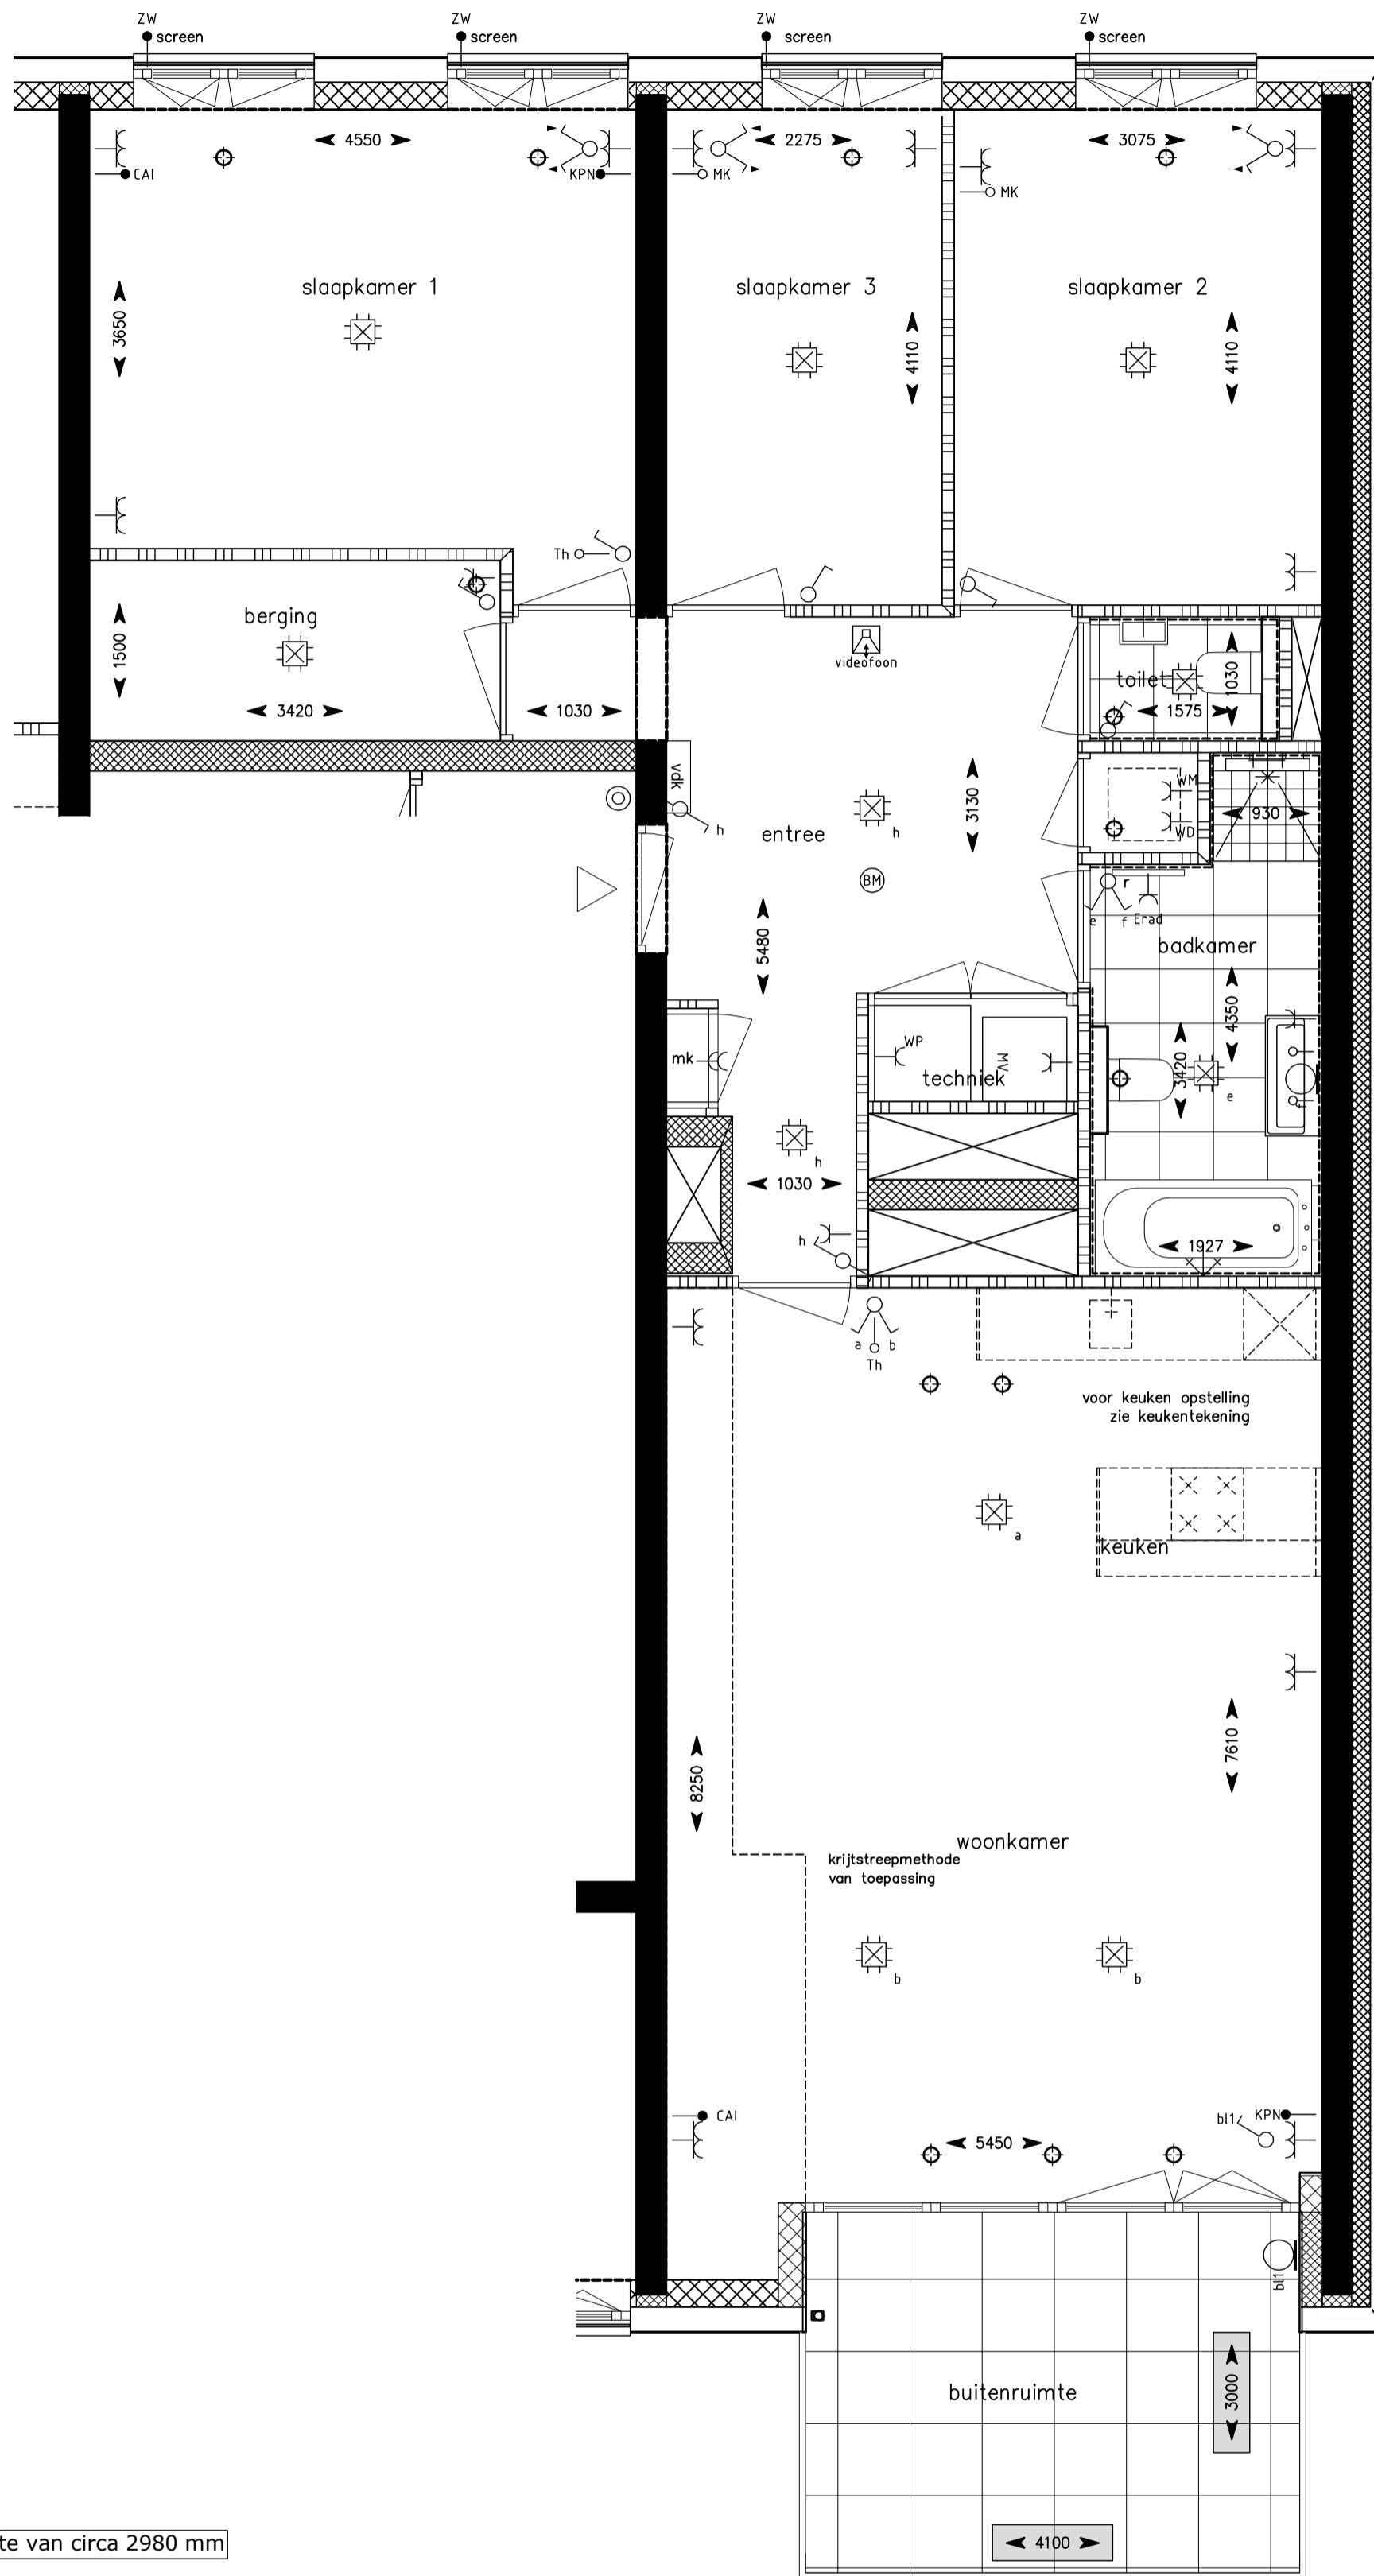 ZW
screen
ZW
screen
ZW
screen
ZW
screen
4550
2275
3075
CAI
KPN
MK
MK
slaapkamer 1
slaapkamer 3
slaapkamer 2
3650
4110
4110
Th
berging
1500
3420
1030
videofoon
toilet
1030
1575
vdk
h
entree
h
3130
WM
WD
930
BM
r
e
f
Erad
badkamer
5480
4350
mk
WP
MV
techniek
3420
e
f
h
1030
h
1927
a
b
Th
voor keuken opstelling
zie keukentekening
a
keuken
8250
7610
woonkamer
krijtstreepmethode
van toepassing
b
b
CAI
bl1
KPN
5450
bl1
buitenruimte
3000
4100
te van circa 2980 mm